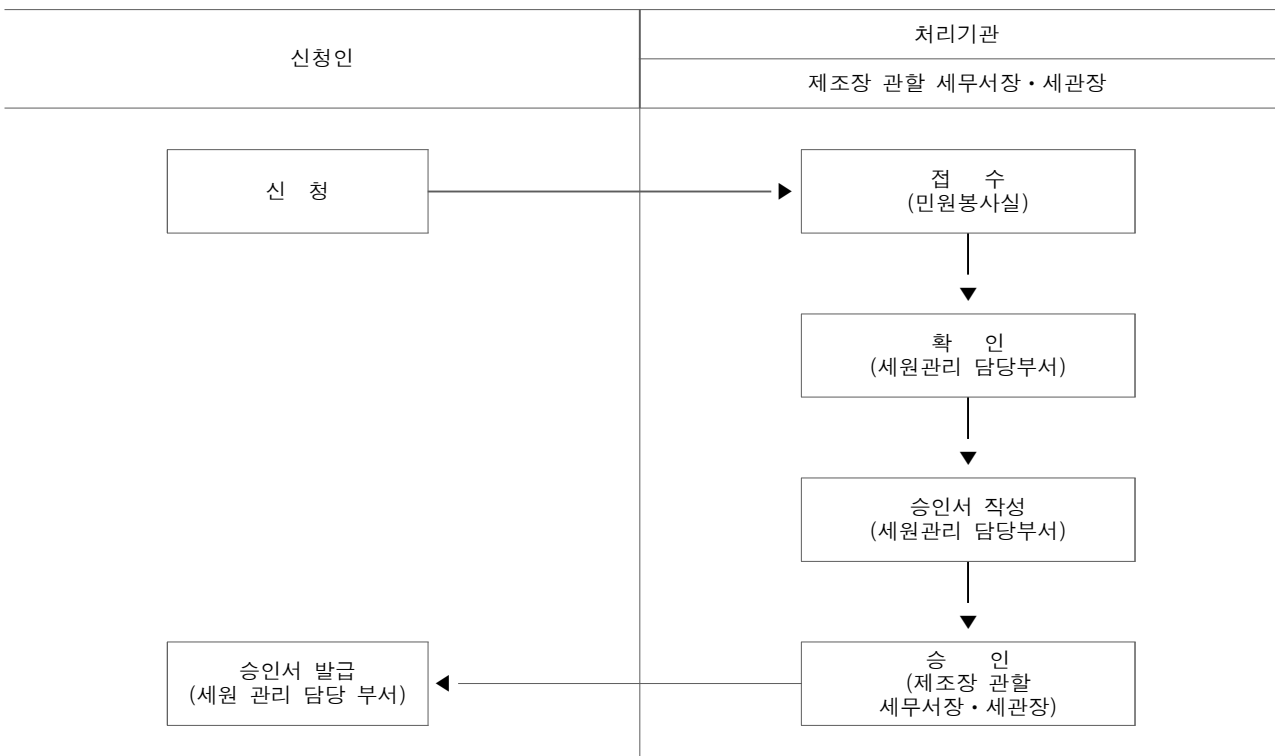 신청인
처리기관
제조장 관할 세무서장・세관장
신 청
접 수
(민원봉사실)
확 인
(세원관리 담당부서)
승인서 작성
(세원관리 담당부서)
승인서 발급
(세원 관리 담당 부서)
승 인
(제조장 관할
세무서장・세관장)